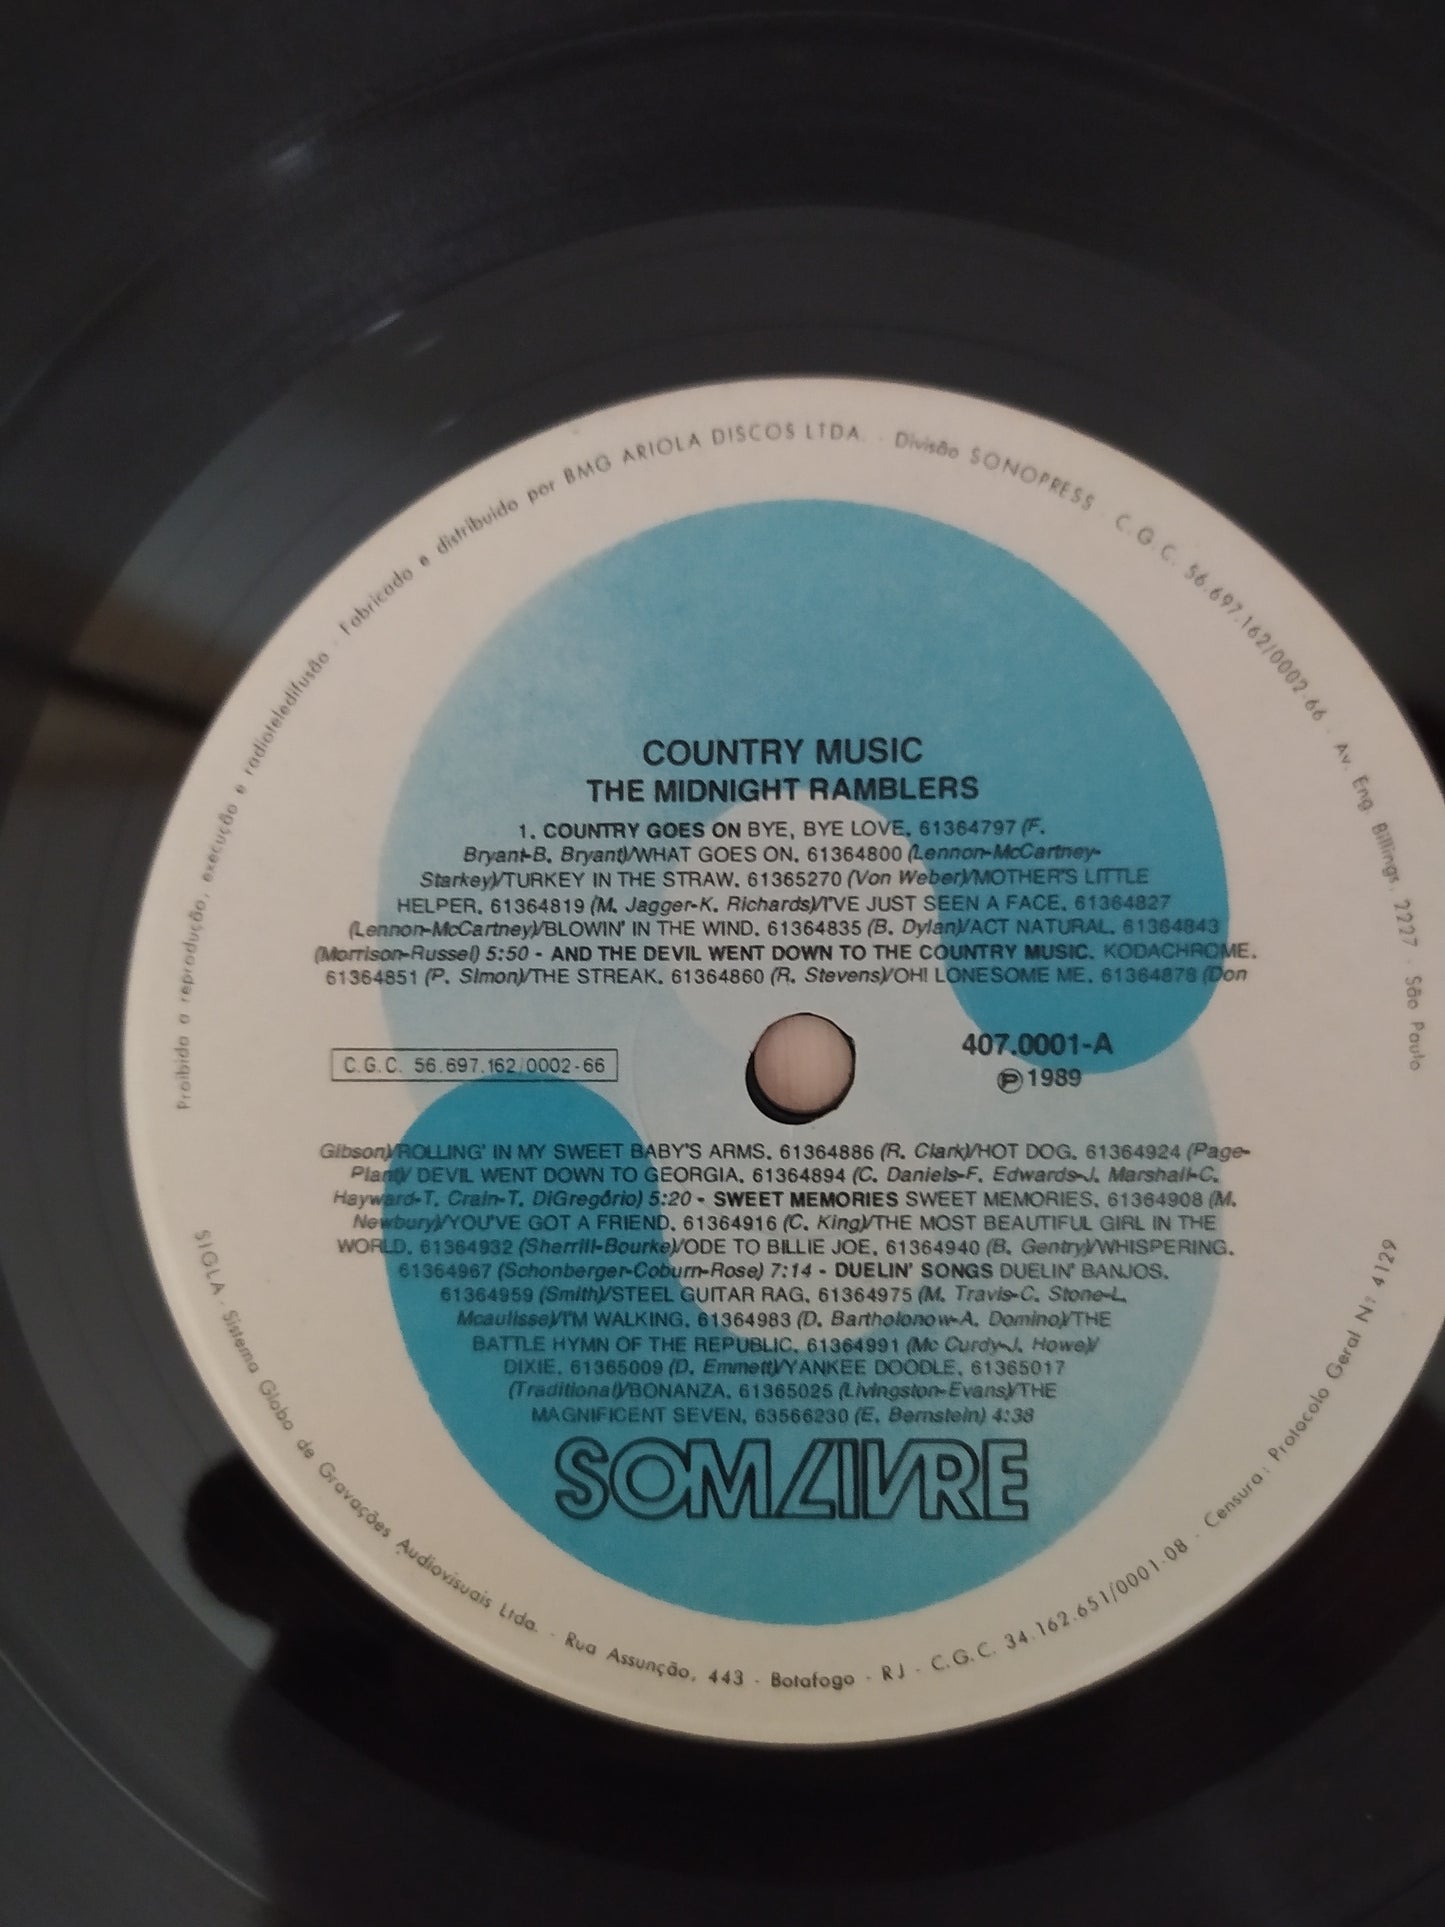 Proibida a reprodução, execução e radioteledifusão · Fabricado e distribuido por BMG ARIOLA DISCOS LTDA. · Divisão SONOPRESS · C.G.C. 56.697.162/0002-66 · Av. Eng. Billings, 2227 · São Paulo
COUNTRY MUSIC
THE MIDNIGHT RAMBLERS
1. COUNTRY GOES ON BYE, BYE LOVE. 61364797 (F.
Bryant-B. Bryant)/WHAT GOES ON. 61364800 (Lennon-McCartney-
Starkey)/TURKEY IN THE STRAW. 61365270 (Von Weber)/MOTHER'S LITTLE
HELPER. 61364819 (M. Jagger-K. Richards)/I'VE JUST SEEN A FACE. 61364827
(Lennon-McCartney)/BLOWIN' IN THE WIND. 61364835 (B. Dylan)/ACT NATURAL. 61364843
(Morrison-Russel) 5:50 - AND THE DEVIL WENT DOWN TO THE COUNTRY MUSIC. KODACHROME.
61364851 (P. Simon)/THE STREAK. 61364860 (R. Stevens)/OH! LONESOME ME. 61364878 (Don
C.G.C. 56.697.162/0002-66
407.0001-A
℗ 1989
Gibson)/ROLLING' IN MY SWEET BABY'S ARMS. 61364886 (R. Clark)/HOT DOG. 61364924 (Page-
Plant)/ DEVIL WENT DOWN TO GEORGIA. 61364894 (C. Daniels-F. Edwards-J. Marshall-C.
Hayward-T. Crain-T. DiGregório) 5:20 - SWEET MEMORIES SWEET MEMORIES. 61364908 (M.
Newbury)/YOU'VE GOT A FRIEND. 61364916 (C. King)/THE MOST BEAUTIFUL GIRL IN THE
WORLD. 61364932 (Sherrill-Bourke)/ODE TO BILLIE JOE. 61364940 (B. Gentry)/WHISPERING.
61364967 (Schonberger-Coburn-Rose) 7:14 - DUELIN' SONGS DUELIN' BANJOS.
61364959 (Smith)/STEEL GUITAR RAG. 61364975 (M. Travis-C. Stone-L.
Mcaulisse)/I'M WALKING. 61364983 (D. Bartholonow-A. Domino)/THE
BATTLE HYMN OF THE REPUBLIC. 61364991 (Mc Curdy-J. Howe)/
DIXIE. 61365009 (D. Emmett)/YANKEE DOODLE. 61365017
(Traditional)/BONANZA. 61365025 (Livingston-Evans)/THE
MAGNIFICENT SEVEN. 63566230 (E. Bernstein) 4:38
SOM LIVRE
SIGLA · Sistema Globo de Gravações Audiovisuais Ltda. · Rua Assunção, 443 · Botafogo · RJ · C.G.C. 34.162.651/0001-08 · Censura: Protocolo Geral Nº 4129